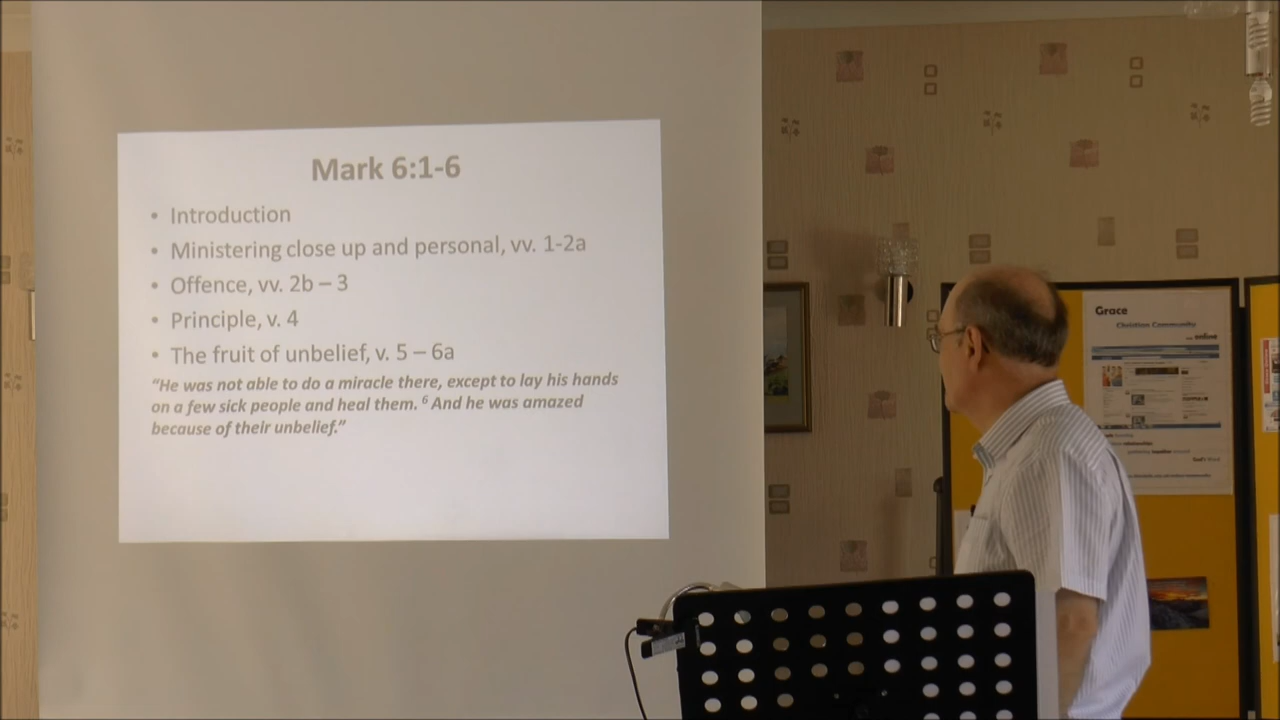 Mark 6:1-6
• Introduction
• Ministering close up and personal, vv. 1-2a
• Offence, vv. 2b – 3
• Principle, v. 4
• The fruit of unbelief, v. 5 – 6a
“He was not able to do a miracle there, except to lay his hands
on a few sick people and heal them. ⁶ And he was amazed
because of their unbelief.”
Grace
Christian Community
God's Word